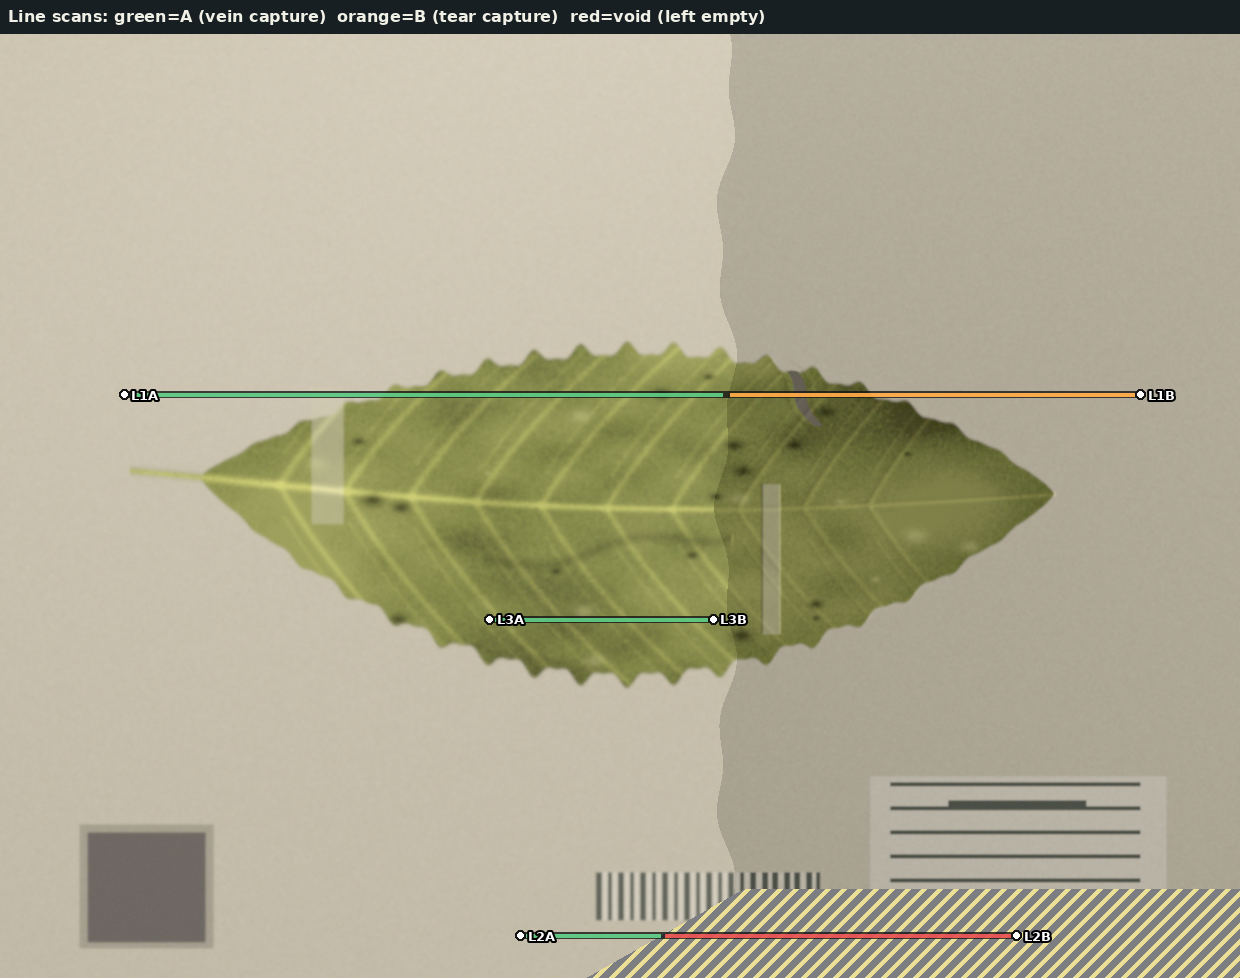 Line scans: green=A (vein capture)  orange=B (tear capture)  red=void (left empty)
L1A
L1B
L3A
L3B
L2A
L2B